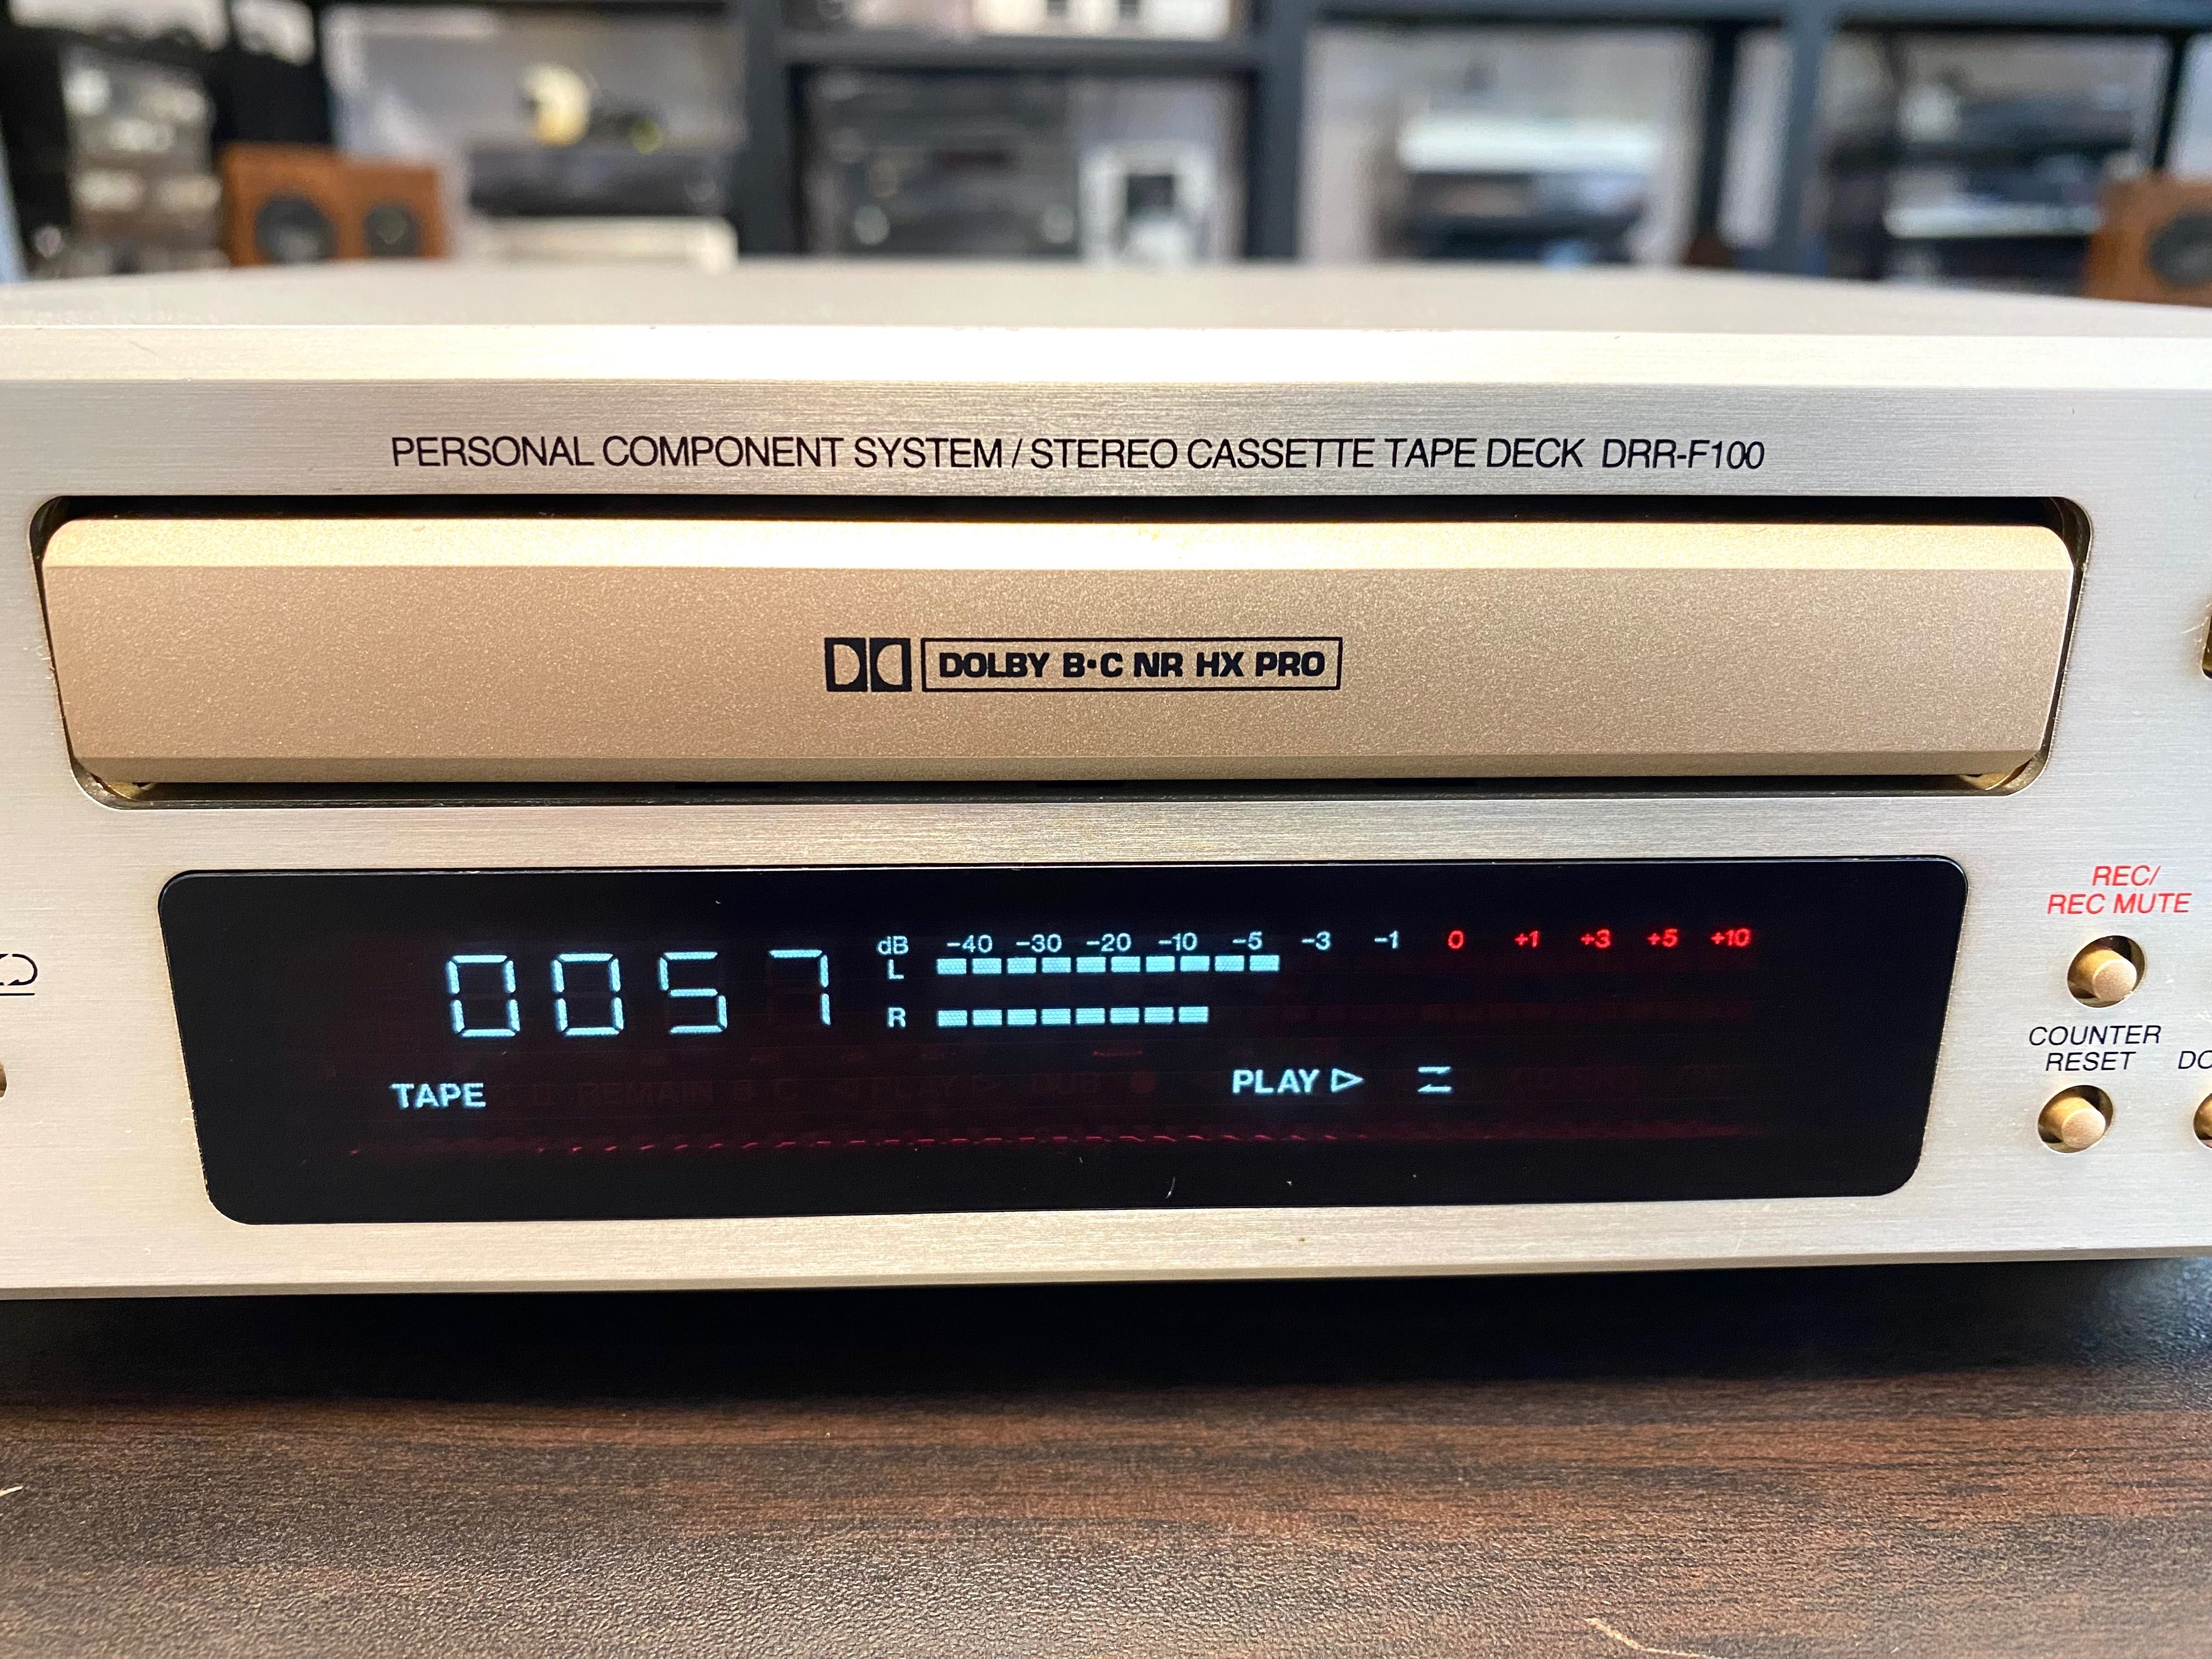 PERSONAL COMPONENT SYSTEM / STEREO CASSETTE TAPE DECK DRR-F100
DOLBY B·C NR HX PRO
REC/
REC MUTE
0057
dB -40 -30 -20 -10 -5 -3 -1 0 +1 +3 +5 +10
L
R
COUNTER
RESET
TAPE
PLAY